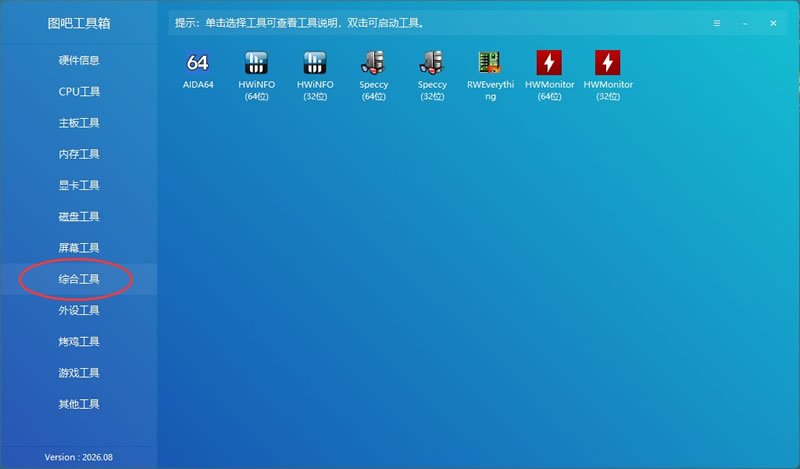 图吧工具箱
提示：单击选择工具可查看工具说明，双击可启动工具。
硬件信息
CPU工具
主板工具
内存工具
显卡工具
磁盘工具
屏幕工具
综合工具
外设工具
烤鸡工具
游戏工具
其他工具
Version : 2026.08
64
AIDA64
HWiNFO
(64位)
HWiNFO
(32位)
Speccy
(64位)
Speccy
(32位)
RWEverythi
ng
HWMonitor
(64位)
HWMonitor
(32位)